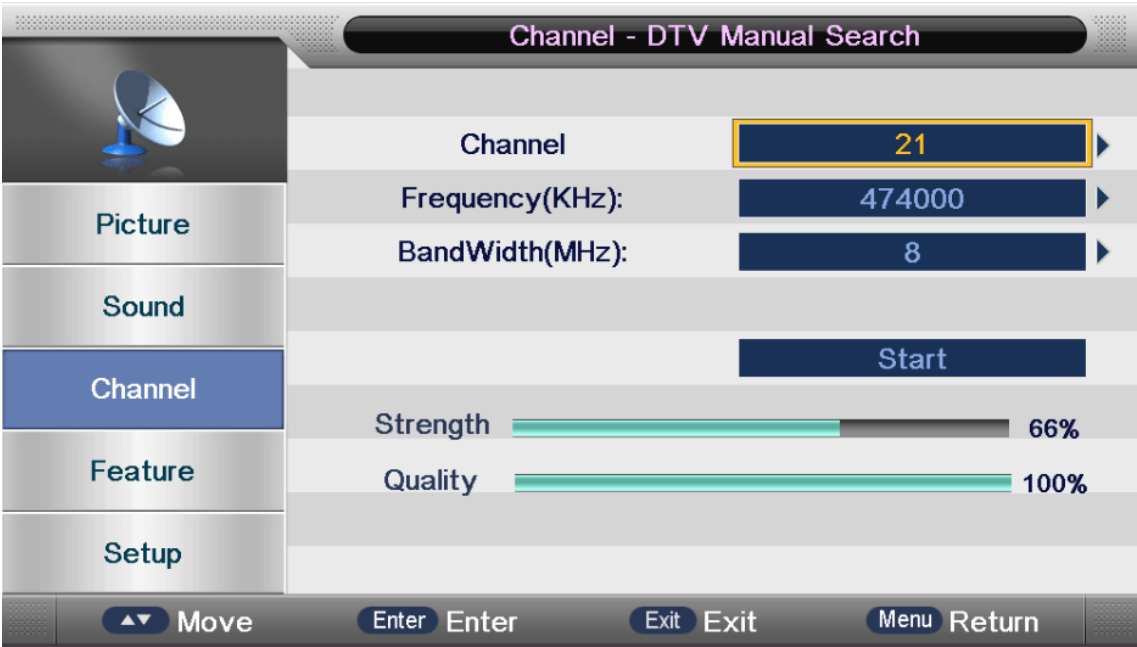 Channel - DTV Manual Search
Channel 21
Frequency(KHz): 474000
BandWidth(MHz): 8
Start
Strength 66%
Quality 100%
Picture
Sound
Channel
Feature
Setup
Move Enter Enter Exit Exit Menu Return